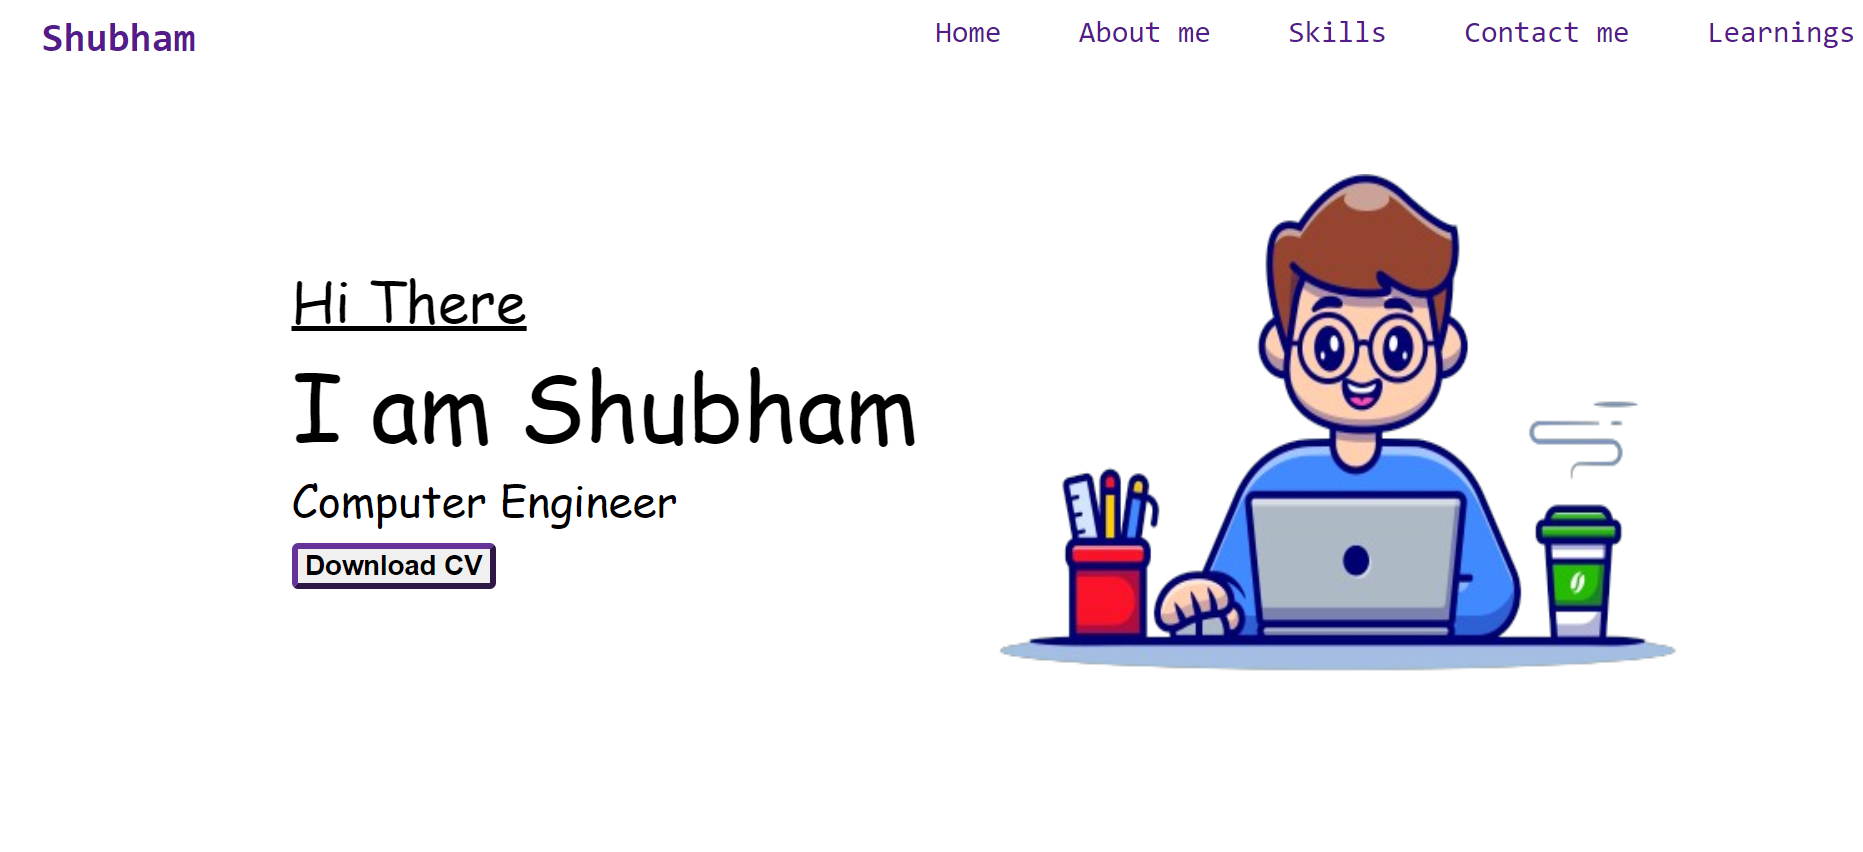 Shubham
Home About me Skills Contact me Learnings
Hi There
I am Shubham
Computer Engineer
Download CV